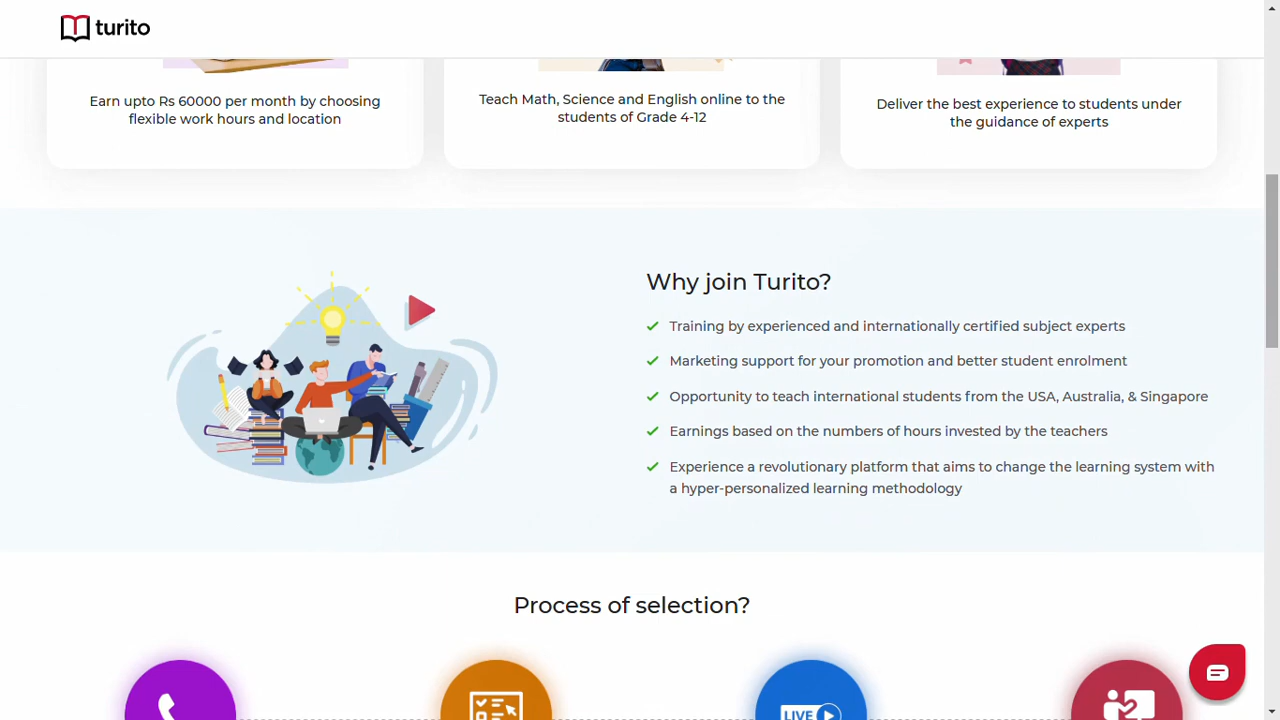 turito
Earn upto Rs 60000 per month by choosing
flexible work hours and location
Teach Math, Science and English online to the
students of Grade 4-12
Deliver the best experience to students under
the guidance of experts
Why join Turito?
Training by experienced and internationally certified subject experts
Marketing support for your promotion and better student enrolment
Opportunity to teach international students from the USA, Australia, & Singapore
Earnings based on the numbers of hours invested by the teachers
Experience a revolutionary platform that aims to change the learning system with
a hyper-personalized learning methodology
Process of selection?
LIVE